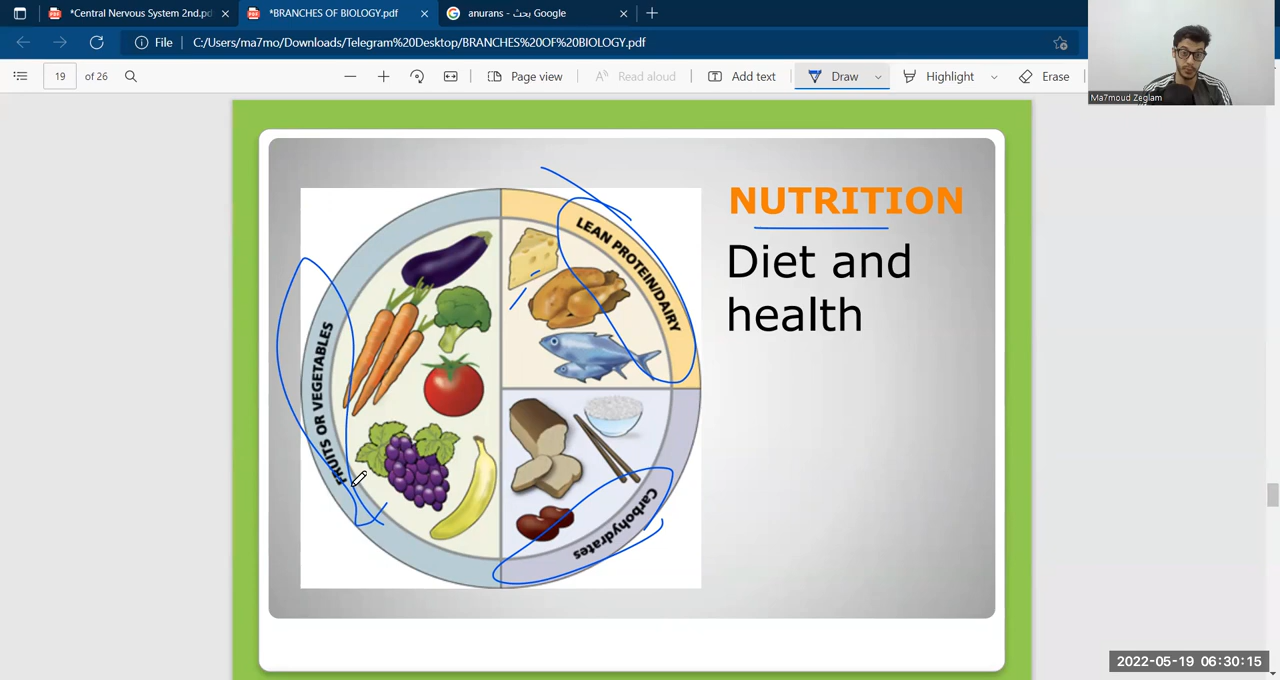 *Central Nervous System 2nd.pd
*BRANCHES OF BIOLOGY.pdf
anurans - بحث Google
File
C:/Users/ma7mo/Downloads/Telegram%20Desktop/BRANCHES%20OF%20BIOLOGY.pdf
19 of 26
Page view
Read aloud
Add text
Draw
Highlight
Erase
Ma7moud Zeglam
NUTRITION
Diet and
health
LEAN PROTEIN/DAIRY
FRUITS OR VEGETABLES
Carbohydrates
2022-05-19 06:30:15